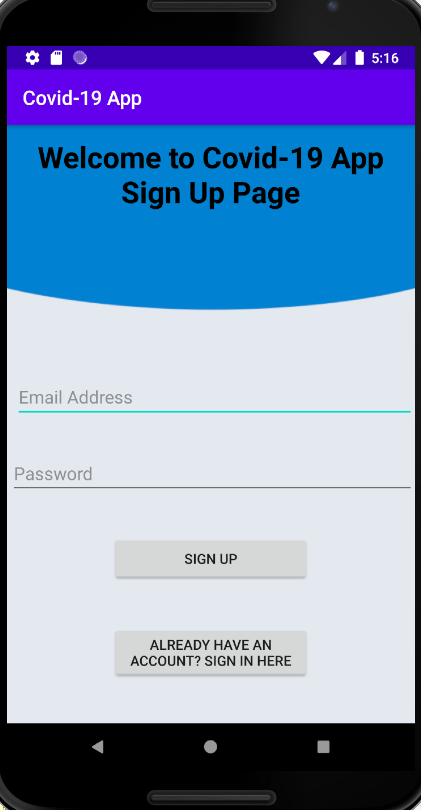 5:16
Covid-19 App
Welcome to Covid-19 App
Sign Up Page
Email Address
Password
SIGN UP
ALREADY HAVE AN
ACCOUNT? SIGN IN HERE